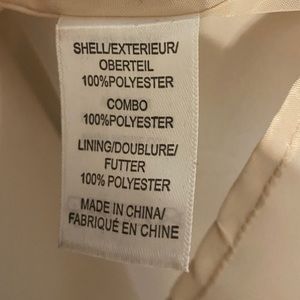 SHELL/EXTERIEUR/
OBERTEIL
100%POLYESTER
COMBO
100%POLYESTER
LINING/DOUBLURE/
FUTTER
100% POLYESTER
MADE IN CHINA/
FABRIQUÉ EN CHINE